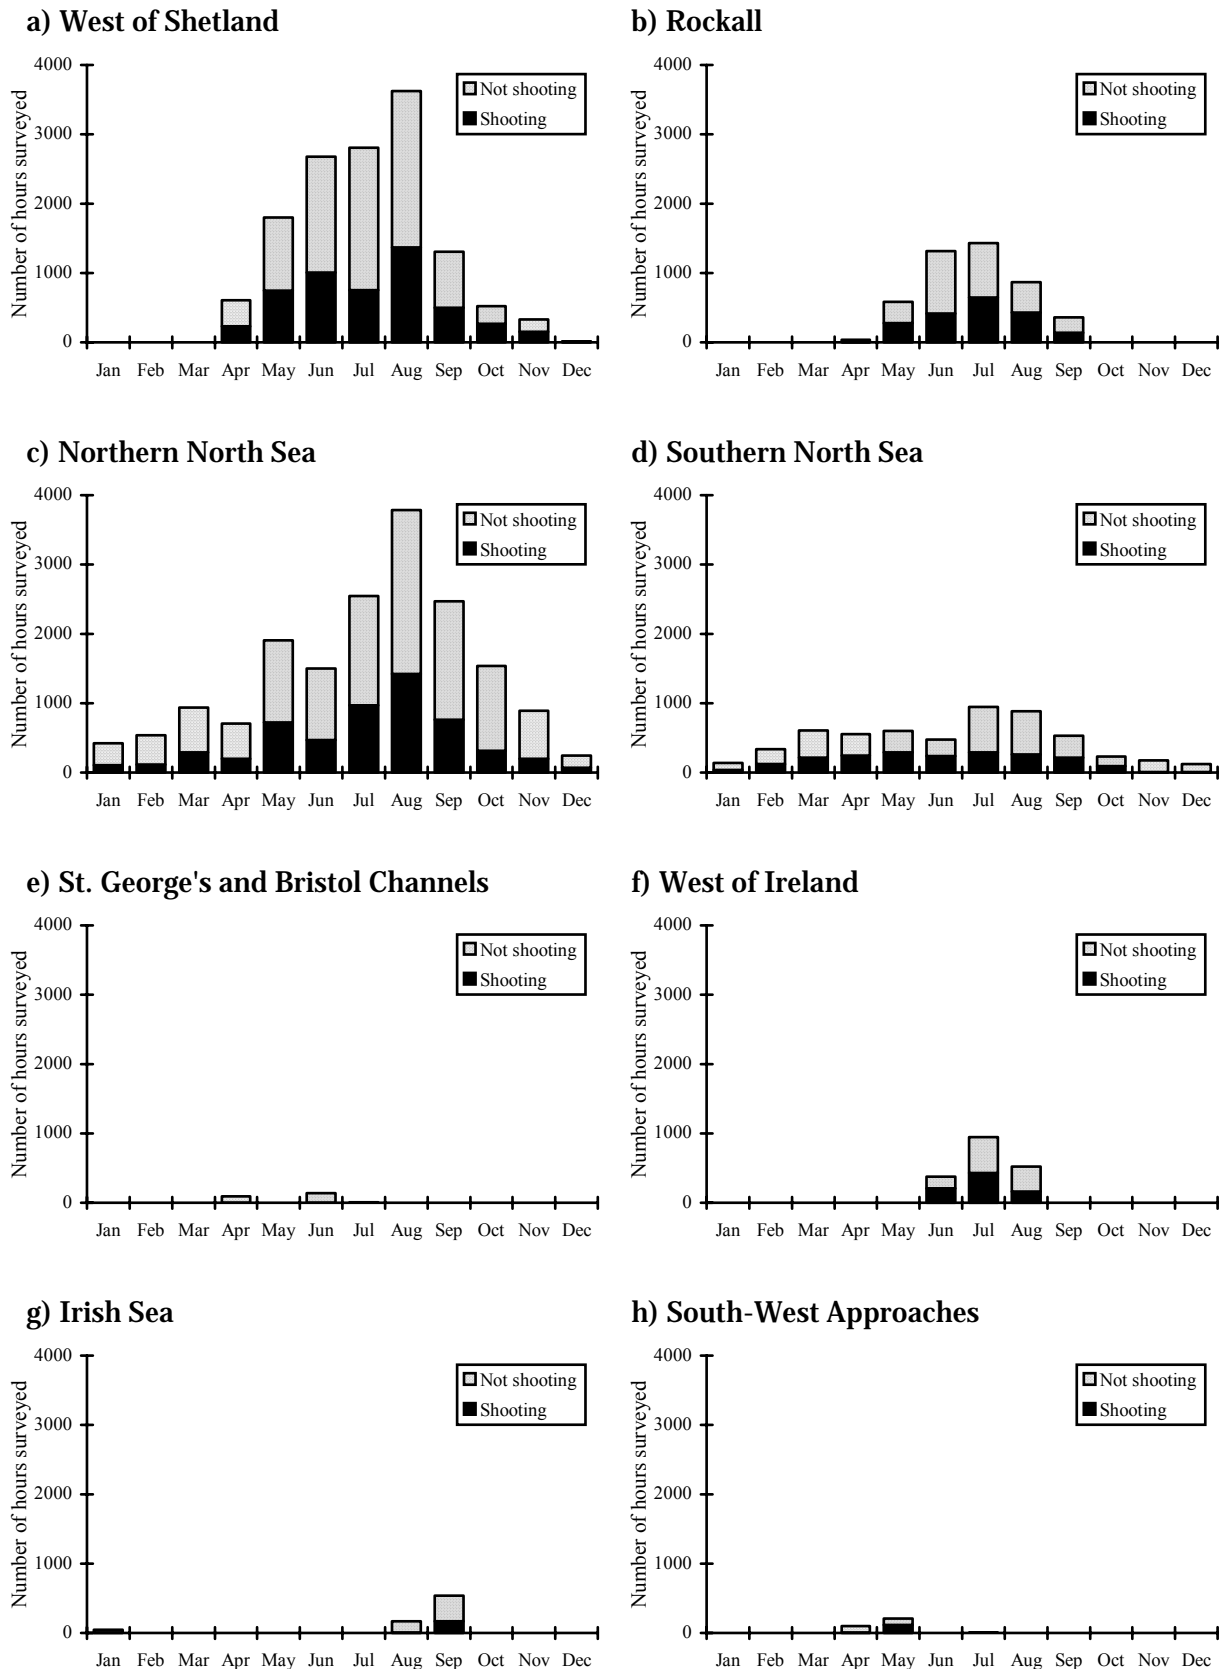 a) West of Shetland
4000
3000
2000
1000
0
Number of hours surveyed
Not shooting
Shooting
Jan Feb Mar Apr May Jun Jul Aug Sep Oct Nov Dec
b) Rockall
4000
3000
2000
1000
0
Number of hours surveyed
Not shooting
Shooting
Jan Feb Mar Apr May Jun Jul Aug Sep Oct Nov Dec
c) Northern North Sea
4000
3000
2000
1000
0
Number of hours surveyed
Not shooting
Shooting
Jan Feb Mar Apr May Jun Jul Aug Sep Oct Nov Dec
d) Southern North Sea
4000
3000
2000
1000
0
Number of hours surveyed
Not shooting
Shooting
Jan Feb Mar Apr May Jun Jul Aug Sep Oct Nov Dec
e) St. George's and Bristol Channels
4000
3000
2000
1000
0
Number of hours surveyed
Not shooting
Shooting
Jan Feb Mar Apr May Jun Jul Aug Sep Oct Nov Dec
f) West of Ireland
4000
3000
2000
1000
0
Number of hours surveyed
Not shooting
Shooting
Jan Feb Mar Apr May Jun Jul Aug Sep Oct Nov Dec
g) Irish Sea
4000
3000
2000
1000
0
Number of hours surveyed
Not shooting
Shooting
Jan Feb Mar Apr May Jun Jul Aug Sep Oct Nov Dec
h) South-West Approaches
4000
3000
2000
1000
0
Number of hours surveyed
Not shooting
Shooting
Jan Feb Mar Apr May Jun Jul Aug Sep Oct Nov Dec